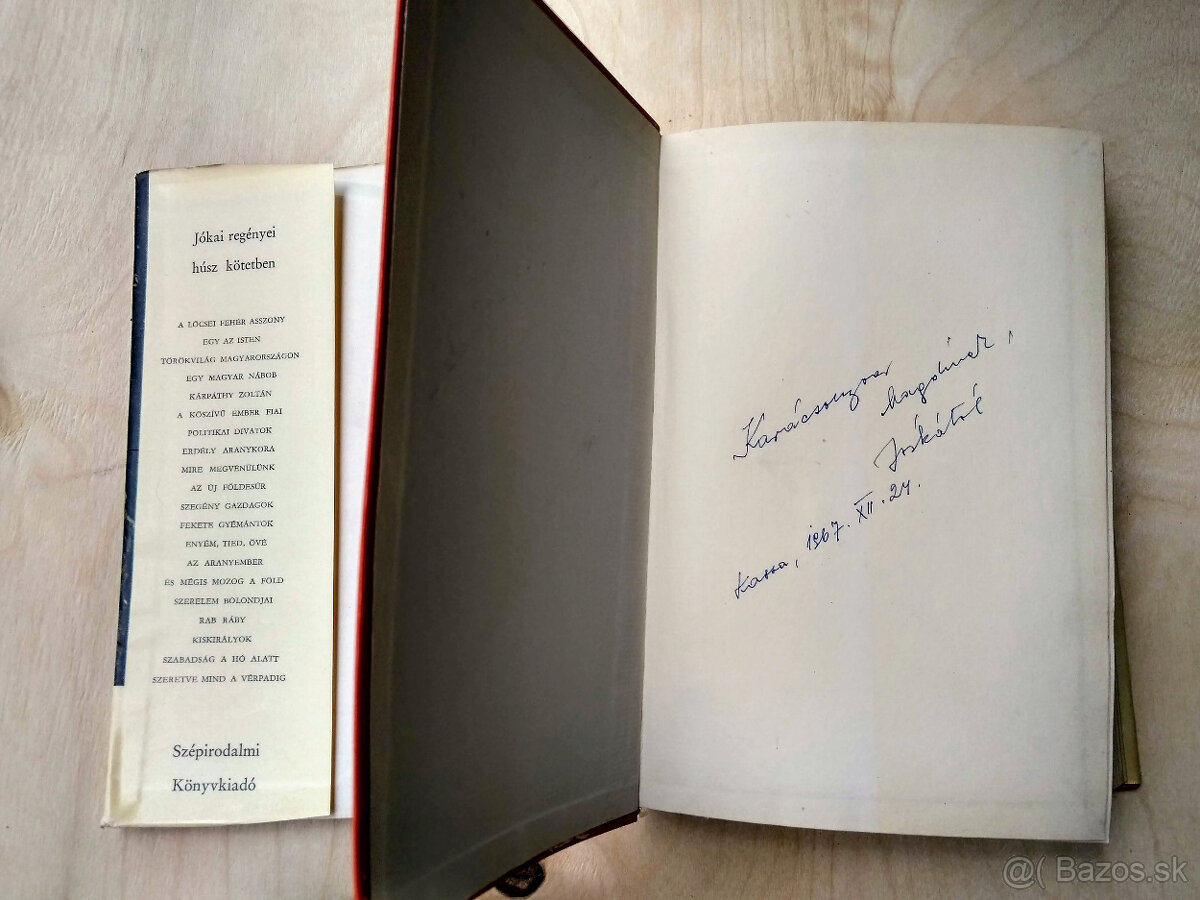 Jókai regényei
húsz kötetben
A LŐCSEI FEHÉR ASSZONY
EGY AZ ISTEN
TÖRÖKVILÁG MAGYARORSZÁGON
EGY MAGYAR NÁBOB
KÁRPÁTHY ZOLTÁN
A KŐSZÍVŰ EMBER FIAI
POLITIKAI DIVATOK
ERDÉLY ARANYKORA
MIRE MEGVÉNÜLÜNK
AZ ÚJ FÖLDESÚR
SZEGÉNY GAZDAGOK
FEKETE GYÉMÁNTOK
ENYÉM, TIED, ÖVÉ
AZ ARANYEMBER
ÉS MÉGIS MOZOG A FÖLD
SZERELEM BOLONDJAI
RAB RÁBY
KISKIRÁLYOK
SZABADSÁG A HÓ ALATT
SZERETVE MIND A VÉRPADIG
Szépirodalmi
Könyvkiadó
Karácsonyra
Jóskától
Kassa, 1967. XII. 24.
@( Bazos.sk